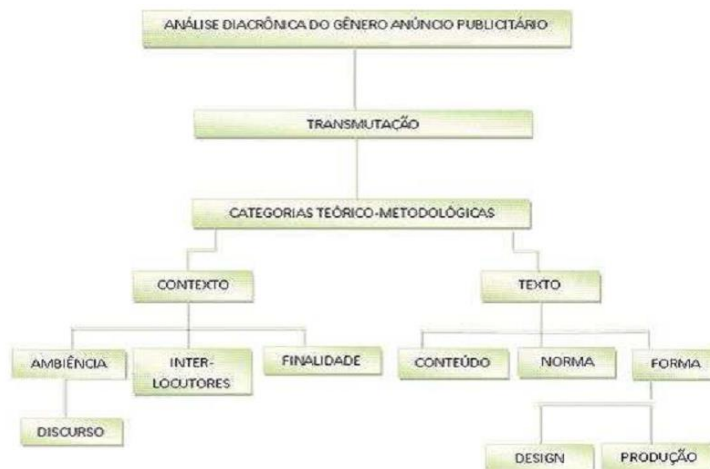 ANÁLISE DIACRÔNICA DO GÊNERO ANÚNCIO PUBLICITÁRIO
TRANSMUTAÇÃO
CATEGORIAS TEÓRICO-METODOLÓGICAS
CONTEXTO
TEXTO
AMBIÊNCIA
INTER-
LOCUTORES
FINALIDADE
CONTEÚDO
NORMA
FORMA
DISCURSO
DESIGN
PRODUÇÃO